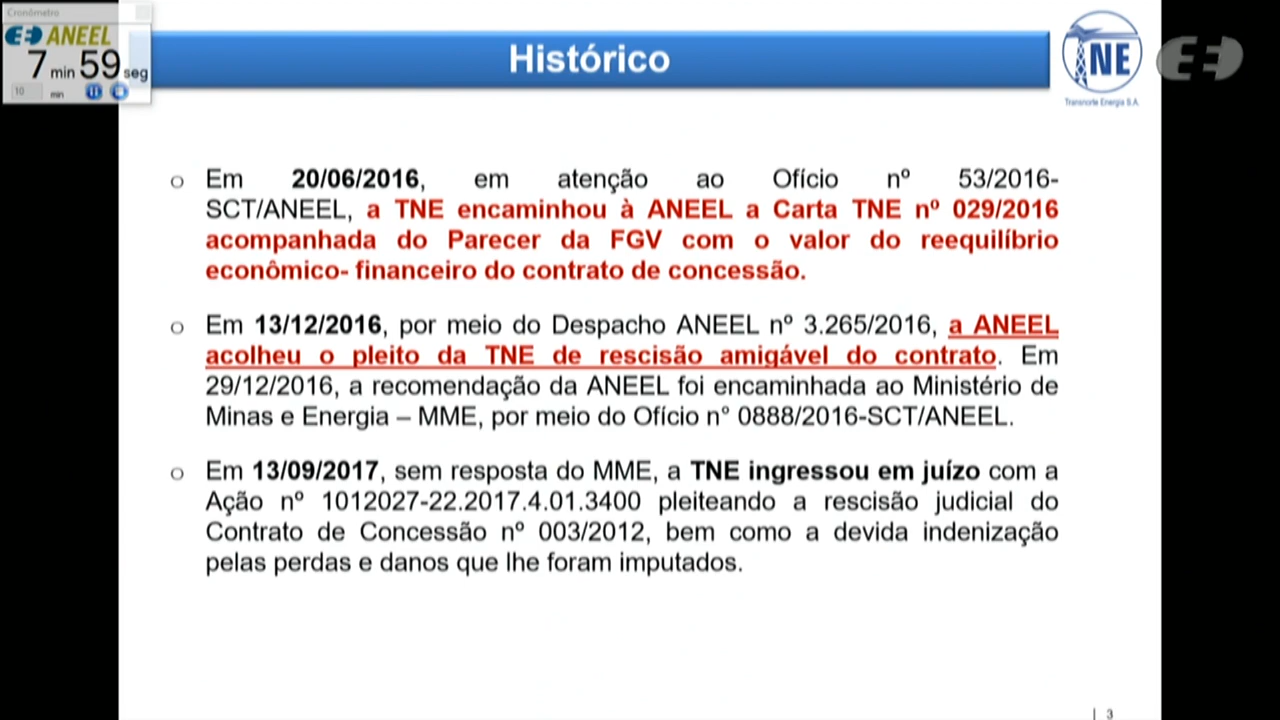 Cronômetro
ANEEL
7 min 59 seg
10 min
Histórico
TNE
Transnorte Energia S.A.
o Em 20/06/2016, em atenção ao Ofício nº 53/2016-
SCT/ANEEL, a TNE encaminhou à ANEEL a Carta TNE nº 029/2016
acompanhada do Parecer da FGV com o valor do reequilíbrio
econômico- financeiro do contrato de concessão.
o Em 13/12/2016, por meio do Despacho ANEEL nº 3.265/2016, a ANEEL
acolheu o pleito da TNE de rescisão amigável do contrato. Em
29/12/2016, a recomendação da ANEEL foi encaminhada ao Ministério de
Minas e Energia – MME, por meio do Ofício n° 0888/2016-SCT/ANEEL.
o Em 13/09/2017, sem resposta do MME, a TNE ingressou em juízo com a
Ação nº 1012027-22.2017.4.01.3400 pleiteando a rescisão judicial do
Contrato de Concessão nº 003/2012, bem como a devida indenização
pelas perdas e danos que lhe foram imputados.
| 3